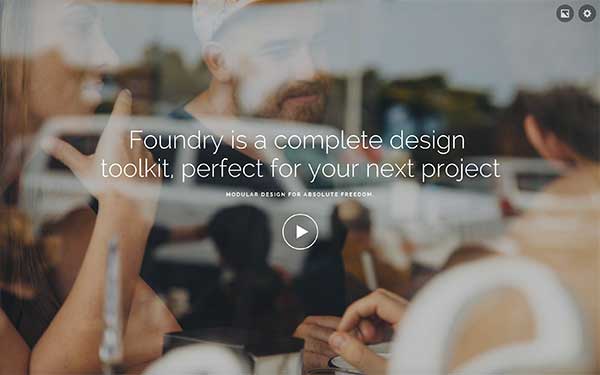 Foundry is a complete design
toolkit, perfect for your next project
MODULAR DESIGN FOR ABSOLUTE FREEDOM.